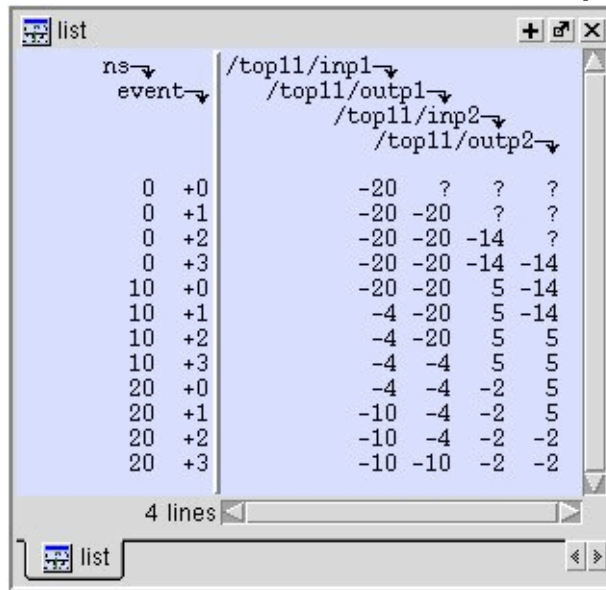 list
ns /top11/inp1
event /top11/outp1
/top11/inp2
/top11/outp2
0 +0 -20 ? ? ?
0 +1 -20 -20 ? ?
0 +2 -20 -20 -14 ?
0 +3 -20 -20 -14 -14
10 +0 -20 -20 5 -14
10 +1 -4 -20 5 -14
10 +2 -4 -20 5 5
10 +3 -4 -4 5 5
20 +0 -4 -4 -2 5
20 +1 -10 -4 -2 5
20 +2 -10 -4 -2 -2
20 +3 -10 -10 -2 -2
4 lines
list